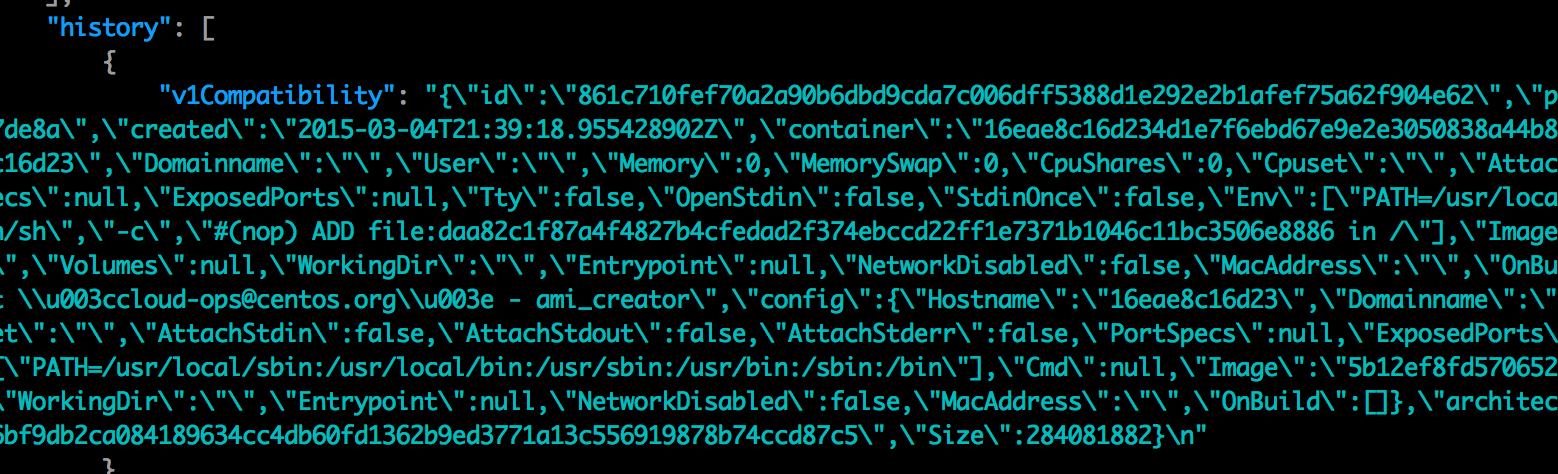 ],
"history": [
{
"v1Compatibility": "{\"id\":\"861c710fef70a2a90b6dbd9cda7c006dff5388d1e292e2b1afef75a62f904e62\",\"p
7de8a\",\"created\":\"2015-03-04T21:39:18.955428902Z\",\"container\":\"16eae8c16d234d1e7f6ebd67e9e2e3050838a44b8
c16d23\",\"Domainname\":\"\",\"User\":\"\",\"Memory\":0,\"MemorySwap\":0,\"CpuShares\":0,\"Cpuset\":\"\",\"Attac
ecs\":null,\"ExposedPorts\":null,\"Tty\":false,\"OpenStdin\":false,\"StdinOnce\":false,\"Env\":[\"PATH=/usr/loca
n/sh\",\"-c\",\"#(nop) ADD file:daa82c1f87a4f4827b4cfedad2f374ebccd22ff1e7371b1046c11bc3506e8886 in /\"],\"Image
\",\"Volumes\":null,\"WorkingDir\":\"\",\"Entrypoint\":null,\"NetworkDisabled\":false,\"MacAddress\":\"\",\"OnBu
t \\u003ccloud-ops@centos.org\\u003e - ami_creator\",\"config\":{\"Hostname\":\"16eae8c16d23\",\"Domainname\":\"
et\":\"\",\"AttachStdin\":false,\"AttachStdout\":false,\"AttachStderr\":false,\"PortSpecs\":null,\"ExposedPorts\
[\"PATH=/usr/local/sbin:/usr/local/bin:/usr/sbin:/usr/bin:/sbin:/bin\"],\"Cmd\":null,\"Image\":\"5b12ef8fd570652
\"WorkingDir\":\"\",\"Entrypoint\":null,\"NetworkDisabled\":false,\"MacAddress\":\"\",\"OnBuild\":[]},\"architec
6bf9db2ca084189634cc4db60fd1362b9ed3771a13c556919878b74ccd87c5\",\"Size\":284081882}\n"
}